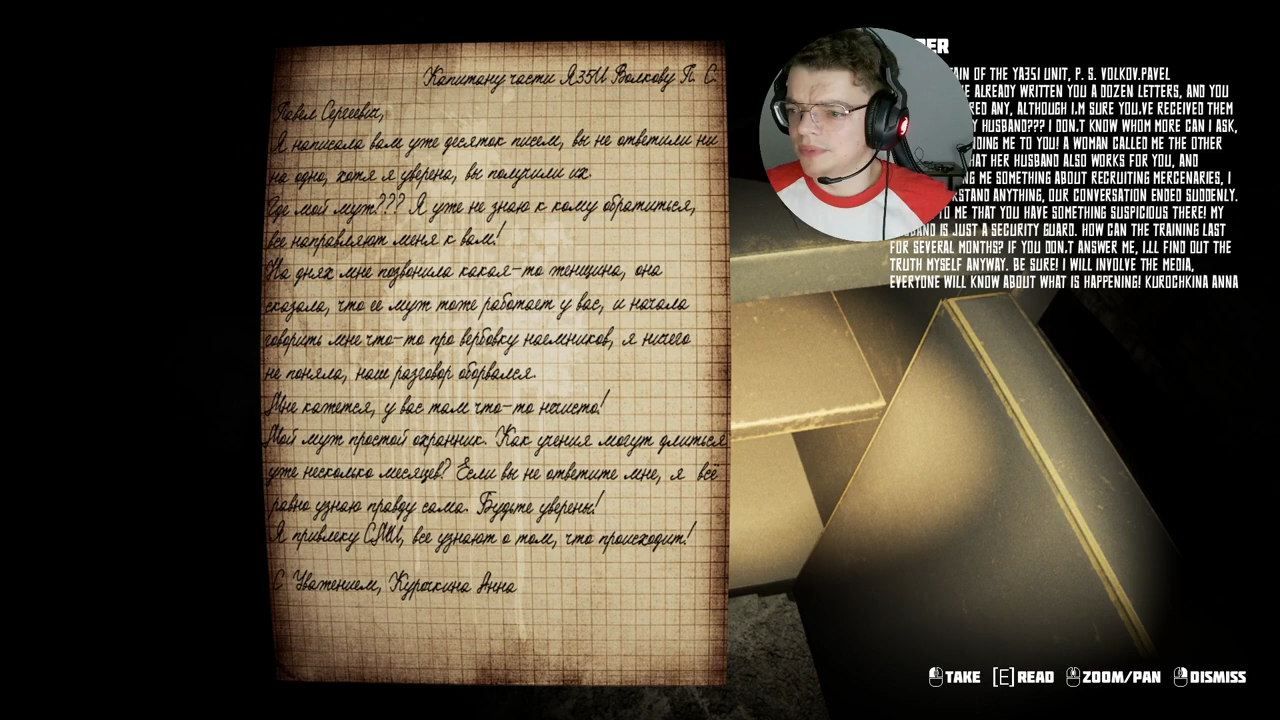 Капитану части Я35И Волкову П. С.
Павел Сергеевич,
Я написала вам уже десяток писем, вы не ответили ни
на одно, хотя я уверена, вы получили их.
Где мой муж??? Я уже не знаю к кому обратиться,
все направляют меня к вам!
На днях мне позвонила какая-то женщина, она
сказала, что ее муж тоже работает у вас, и начала
говорить мне что-то про вербовку наемников, я ничего
не поняла, наш разговор оборвался.
Мне кажется, у вас там что-то нечисто!
Мой муж простой охранник. Как учения могут длиться
уже несколько месяцев? Если вы не ответите мне, я всё
равно узнаю правду сама. Будьте уверены!
Я привлеку СМИ, все узнают о том, что происходит!
С Уважением, Курочкина Анна
OF THE YA351 UNIT, P. S. VOLKOV.PAVEL
ALREADY WRITTEN YOU A DOZEN LETTERS, AND YOU
ANY, ALTHOUGH I.M SURE YOU.VE RECEIVED THEM
HUSBAND??? I DON.T KNOW WHOM MORE CAN I ASK,
ME TO YOU! A WOMAN CALLED ME THE OTHER
HER HUSBAND ALSO WORKS FOR YOU, AND
ME SOMETHING ABOUT RECRUITING MERCENARIES, I
ANYTHING, OUR CONVERSATION ENDED SUDDENLY.
TO ME THAT YOU HAVE SOMETHING SUSPICIOUS THERE! MY
HUSBAND IS JUST A SECURITY GUARD. HOW CAN THE TRAINING LAST
FOR SEVERAL MONTHS? IF YOU DON.T ANSWER ME, I.LL FIND OUT THE
TRUTH MYSELF ANYWAY. BE SURE! I WILL INVOLVE THE MEDIA,
EVERYONE WILL KNOW ABOUT WHAT IS HAPPENING! KUROCHKINA ANNA
TAKE [E] READ ZOOM/PAN DISMISS